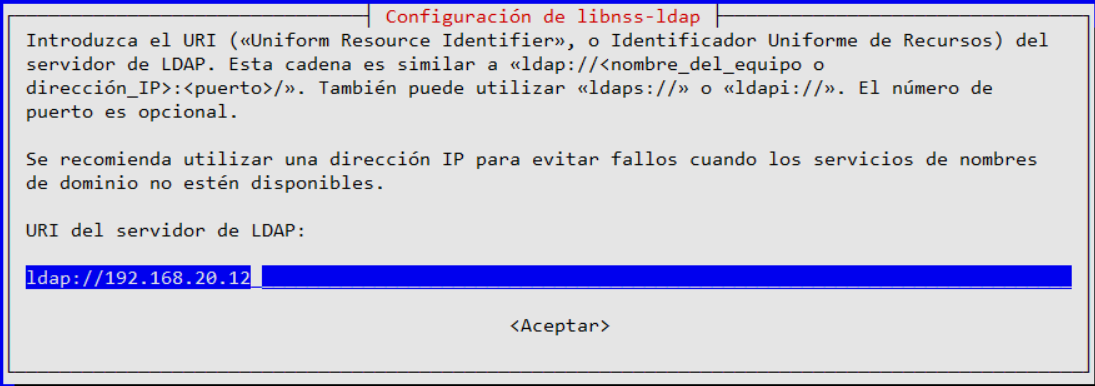 Configuración de libnss-ldap
Introduzca el URI («Uniform Resource Identifier», o Identificador Uniforme de Recursos) del
servidor de LDAP. Esta cadena es similar a «ldap://<nombre_del_equipo o
dirección_IP>:<puerto>/». También puede utilizar «ldaps://» o «ldapi://». El número de
puerto es opcional.
Se recomienda utilizar una dirección IP para evitar fallos cuando los servicios de nombres
de dominio no estén disponibles.
URI del servidor de LDAP:
ldap://192.168.20.12
<Aceptar>